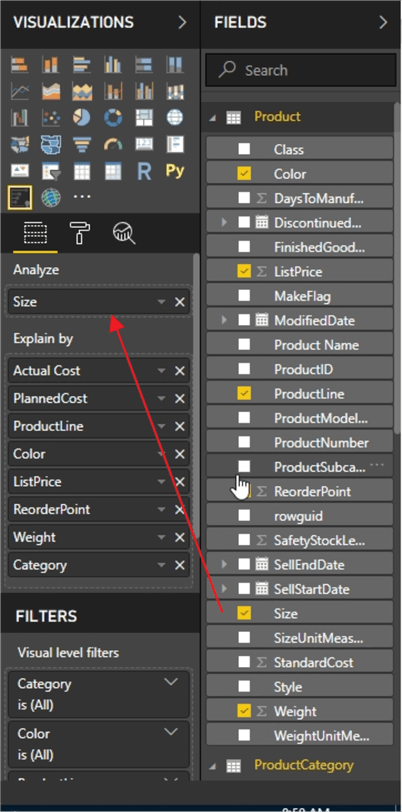 VISUALIZATIONS
R
Py
Analyze
Size
Explain by
Actual Cost
PlannedCost
ProductLine
Color
ListPrice
ReorderPoint
Weight
Category
FILTERS
Visual level filters
Category
is (All)
Color
is (All)
FIELDS
Search
Product
Class
Color
DaysToManuf...
Discontinued...
FinishedGood...
ListPrice
MakeFlag
ModifiedDate
Product Name
ProductID
ProductLine
ProductModel...
ProductNumber
ProductSubca...
ReorderPoint
rowguid
SafetyStockLe...
SellEndDate
SellStartDate
Size
SizeUnitMeas...
StandardCost
Style
Weight
WeightUnitMe...
ProductCategory